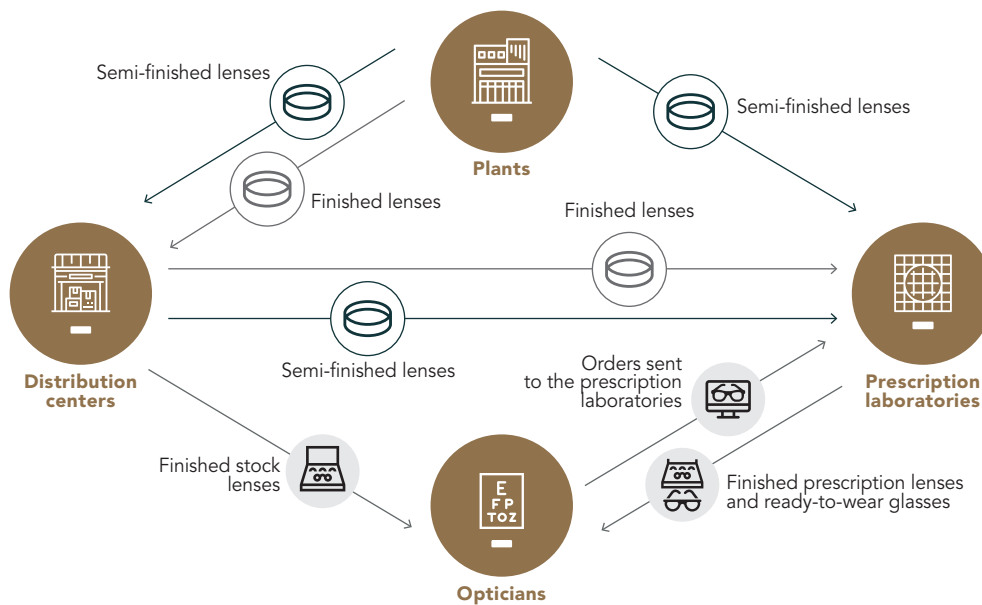 Semi-finished lenses
Semi-finished lenses
Plants
Finished lenses
Finished lenses
Semi-finished lenses
Distribution
centers
Orders sent
to the prescription
laboratories
Prescription
laboratories
Finished stock
lenses
E
F P
T O Z
Finished prescription lenses
and ready-to-wear glasses
Opticians